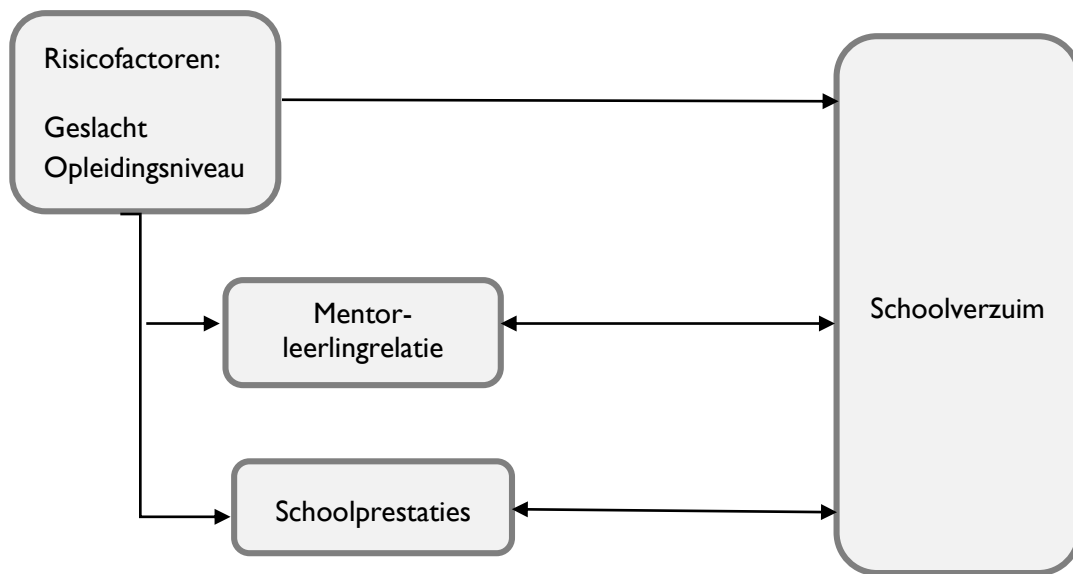 Risicofactoren:
Geslacht
Opleidingsniveau
Mentor-
leerlingrelatie
Schoolverzuim
Schoolprestaties